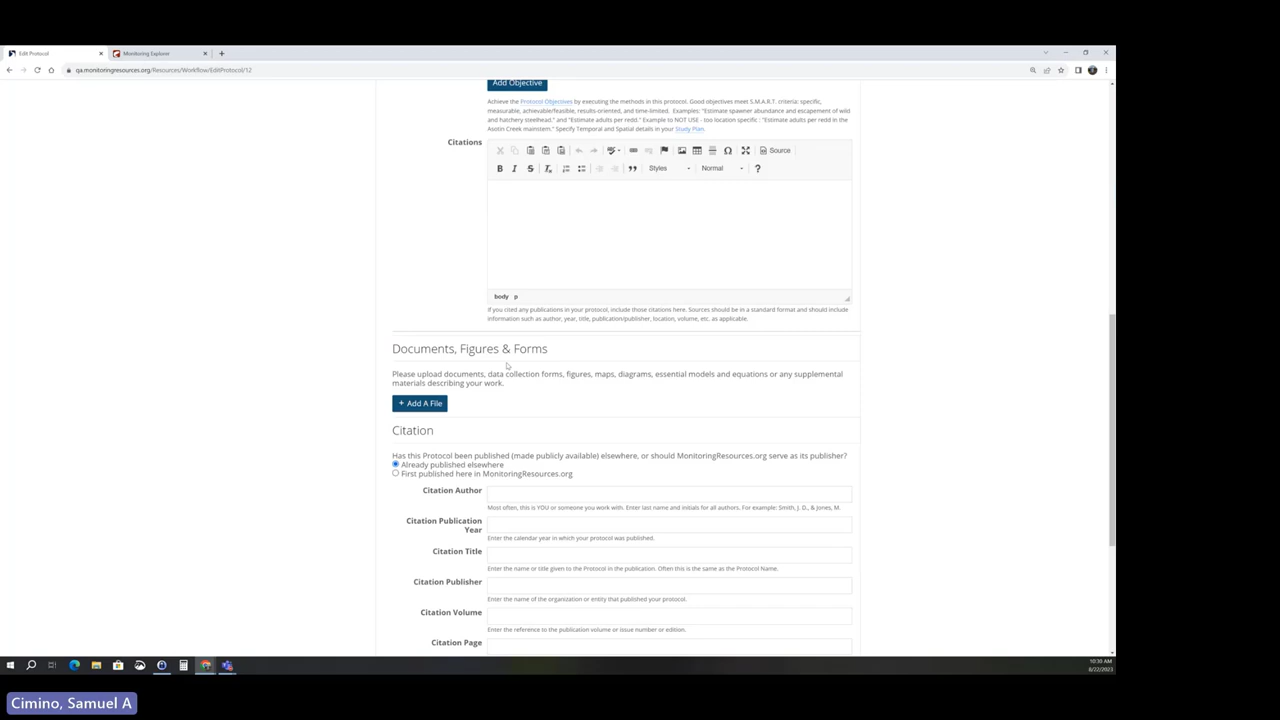 Edit Protocol
Monitoring Explorer
qa.monitoringresources.org/Resources/Workflow/EditProtocol/12
Add Objective
Achieve the Protocol Objectives by executing the methods in this protocol. Good objectives meet S.M.A.R.T. criteria: specific,
measurable, achievable/feasible, results-oriented, and time-limited. Examples: "Estimate spawner abundance and escapement of wild
and hatchery steelhead." and "Estimate adults per redd." Example to NOT USE - too location specific : "Estimate adults per redd in the
Asotin Creek mainstem." Specify Temporal and Spatial details in your Study Plan.
Citations
Source
Styles
Normal
body p
If you cited any publications in your protocol, include those citations here. Sources should be in a standard format and should include
information such as author, year, title, publication/publisher, location, volume, etc. as applicable.
Documents, Figures & Forms
Please upload documents, data collection forms, figures, maps, diagrams, essential models and equations or any supplemental
materials describing your work.
+ Add A File
Citation
Has this Protocol been published (made publicly available) elsewhere, or should MonitoringResources.org serve as its publisher?
Already published elsewhere
First published here in MonitoringResources.org
Citation Author
Most often, this is YOU or someone you work with. Enter last name and initials for all authors. For example: Smith, J. D., & Jones, M.
Citation Publication
Year
Enter the calendar year in which your protocol was published.
Citation Title
Enter the name or title given to the Protocol in the publication. Often this is the same as the Protocol Name.
Citation Publisher
Enter the name of the organization or entity that published your protocol.
Citation Volume
Enter the reference to the publication volume or issue number or edition.
Citation Page
10:30 AM
8/22/2023
Cimino, Samuel A